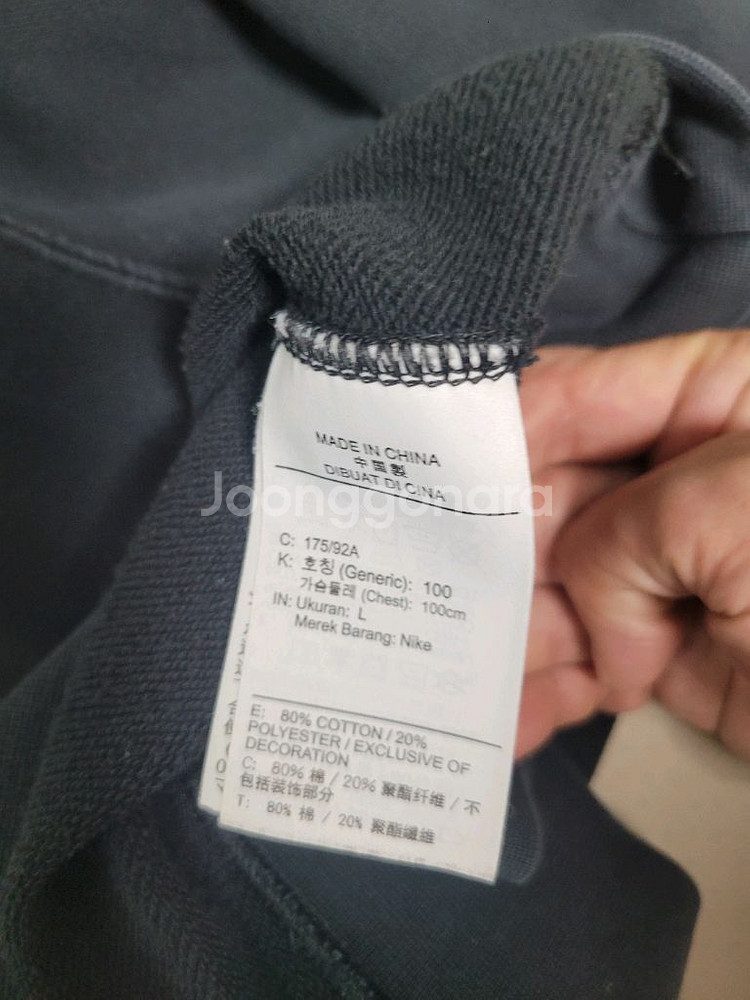 MADE IN CHINA
中國製
DIBUAT DI CINA
Joonggonara
C: 175/92A
K: 호칭 (Generic): 100
가슴둘레 (Chest): 100cm
IN: Ukuran: L
Merek Barang: Nike
E: 80% COTTON / 20%
POLYESTER / EXCLUSIVE OF
DECORATION
C: 80% 棉 / 20% 聚酯纤维 / 不
包括装饰部分
T: 80% 棉 / 20% 聚酯纖維